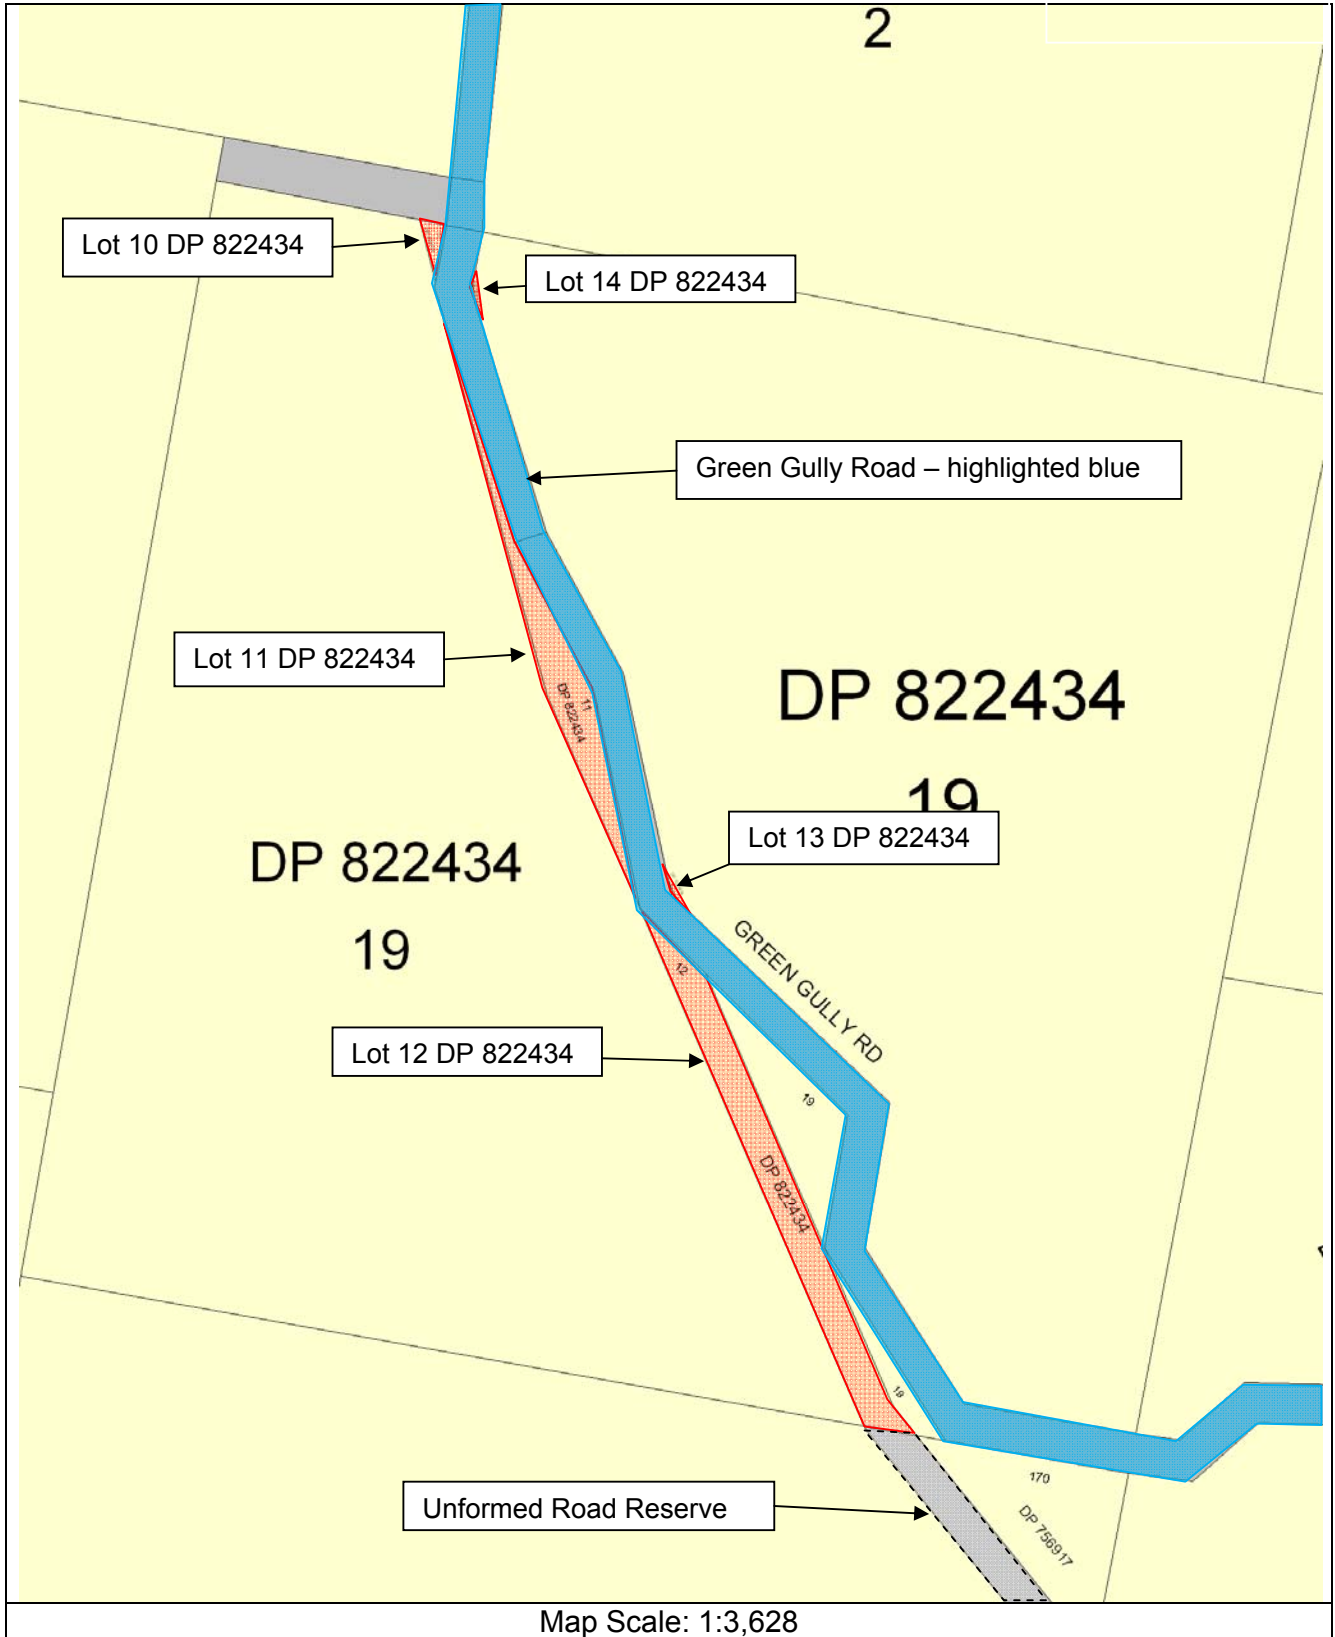 2
Lot 10 DP 822434
Lot 14 DP 822434
Green Gully Road – highlighted blue
Lot 11 DP 822434
11
DP 822434
DP 822434
19
Lot 13 DP 822434
DP 822434
19
GREEN GULLY RD
12
Lot 12 DP 822434
19
DP 822434
19
170
Unformed Road Reserve
DP 756917
Map Scale: 1:3,628